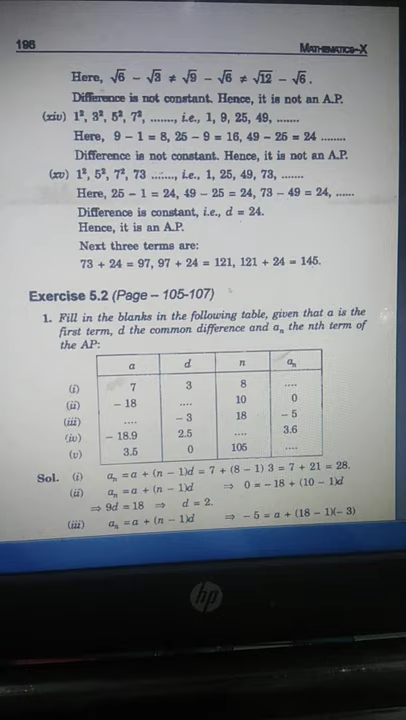 196 MATHEMATICS–X
Here, √6 − √3 ≠ √9 − √6 ≠ √12 − √6.
Difference is not constant. Hence, it is not an A.P.
(xiv) 1², 3², 5², 7², ........, i.e., 1, 9, 25, 49, .......
Here, 9 − 1 = 8, 25 − 9 = 16, 49 − 25 = 24 ........
Difference is not constant. Hence, it is not an A.P.
(xv) 1², 5², 7², 73 ......., i.e., 1, 25, 49, 73, .......
Here, 25 − 1 = 24, 49 − 25 = 24, 73 − 49 = 24, ......
Difference is constant, i.e., d = 24.
Hence, it is an A.P.
Next three terms are:
73 + 24 = 97, 97 + 24 = 121, 121 + 24 = 145.
Exercise 5.2 (Page – 105-107)
1. Fill in the blanks in the following table, given that a is the
first term, d the common difference and aₙ the nth term of
the AP:
a d n aₙ
(i) 7 3 8 ....
(ii) − 18 .... 10 0
(iii) .... − 3 18 − 5
(iv) − 18.9 2.5 .... 3.6
(v) 3.5 0 105 ....
Sol. (i) aₙ = a + (n − 1)d = 7 + (8 − 1) 3 = 7 + 21 = 28.
(ii) aₙ = a + (n − 1)d ⇒ 0 = − 18 + (10 − 1)d
⇒ 9d = 18 ⇒ d = 2.
(iii) aₙ = a + (n − 1)d ⇒ − 5 = a + (18 − 1)(− 3)
hp